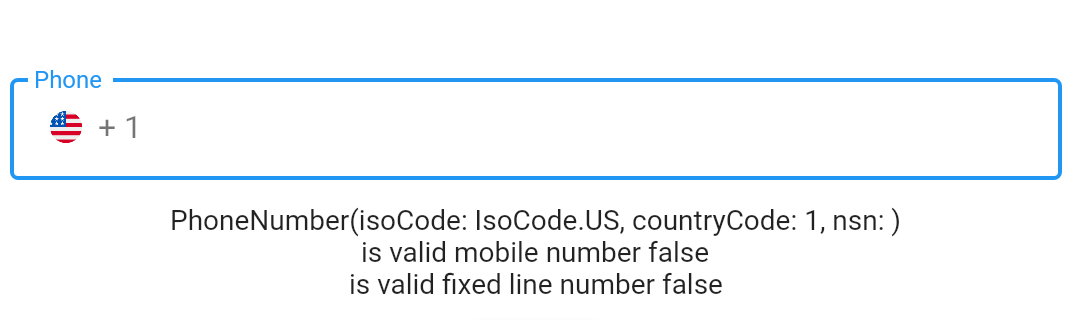 Phone
+ 1
PhoneNumber(isoCode: IsoCode.US, countryCode: 1, nsn: )
is valid mobile number false
is valid fixed line number false